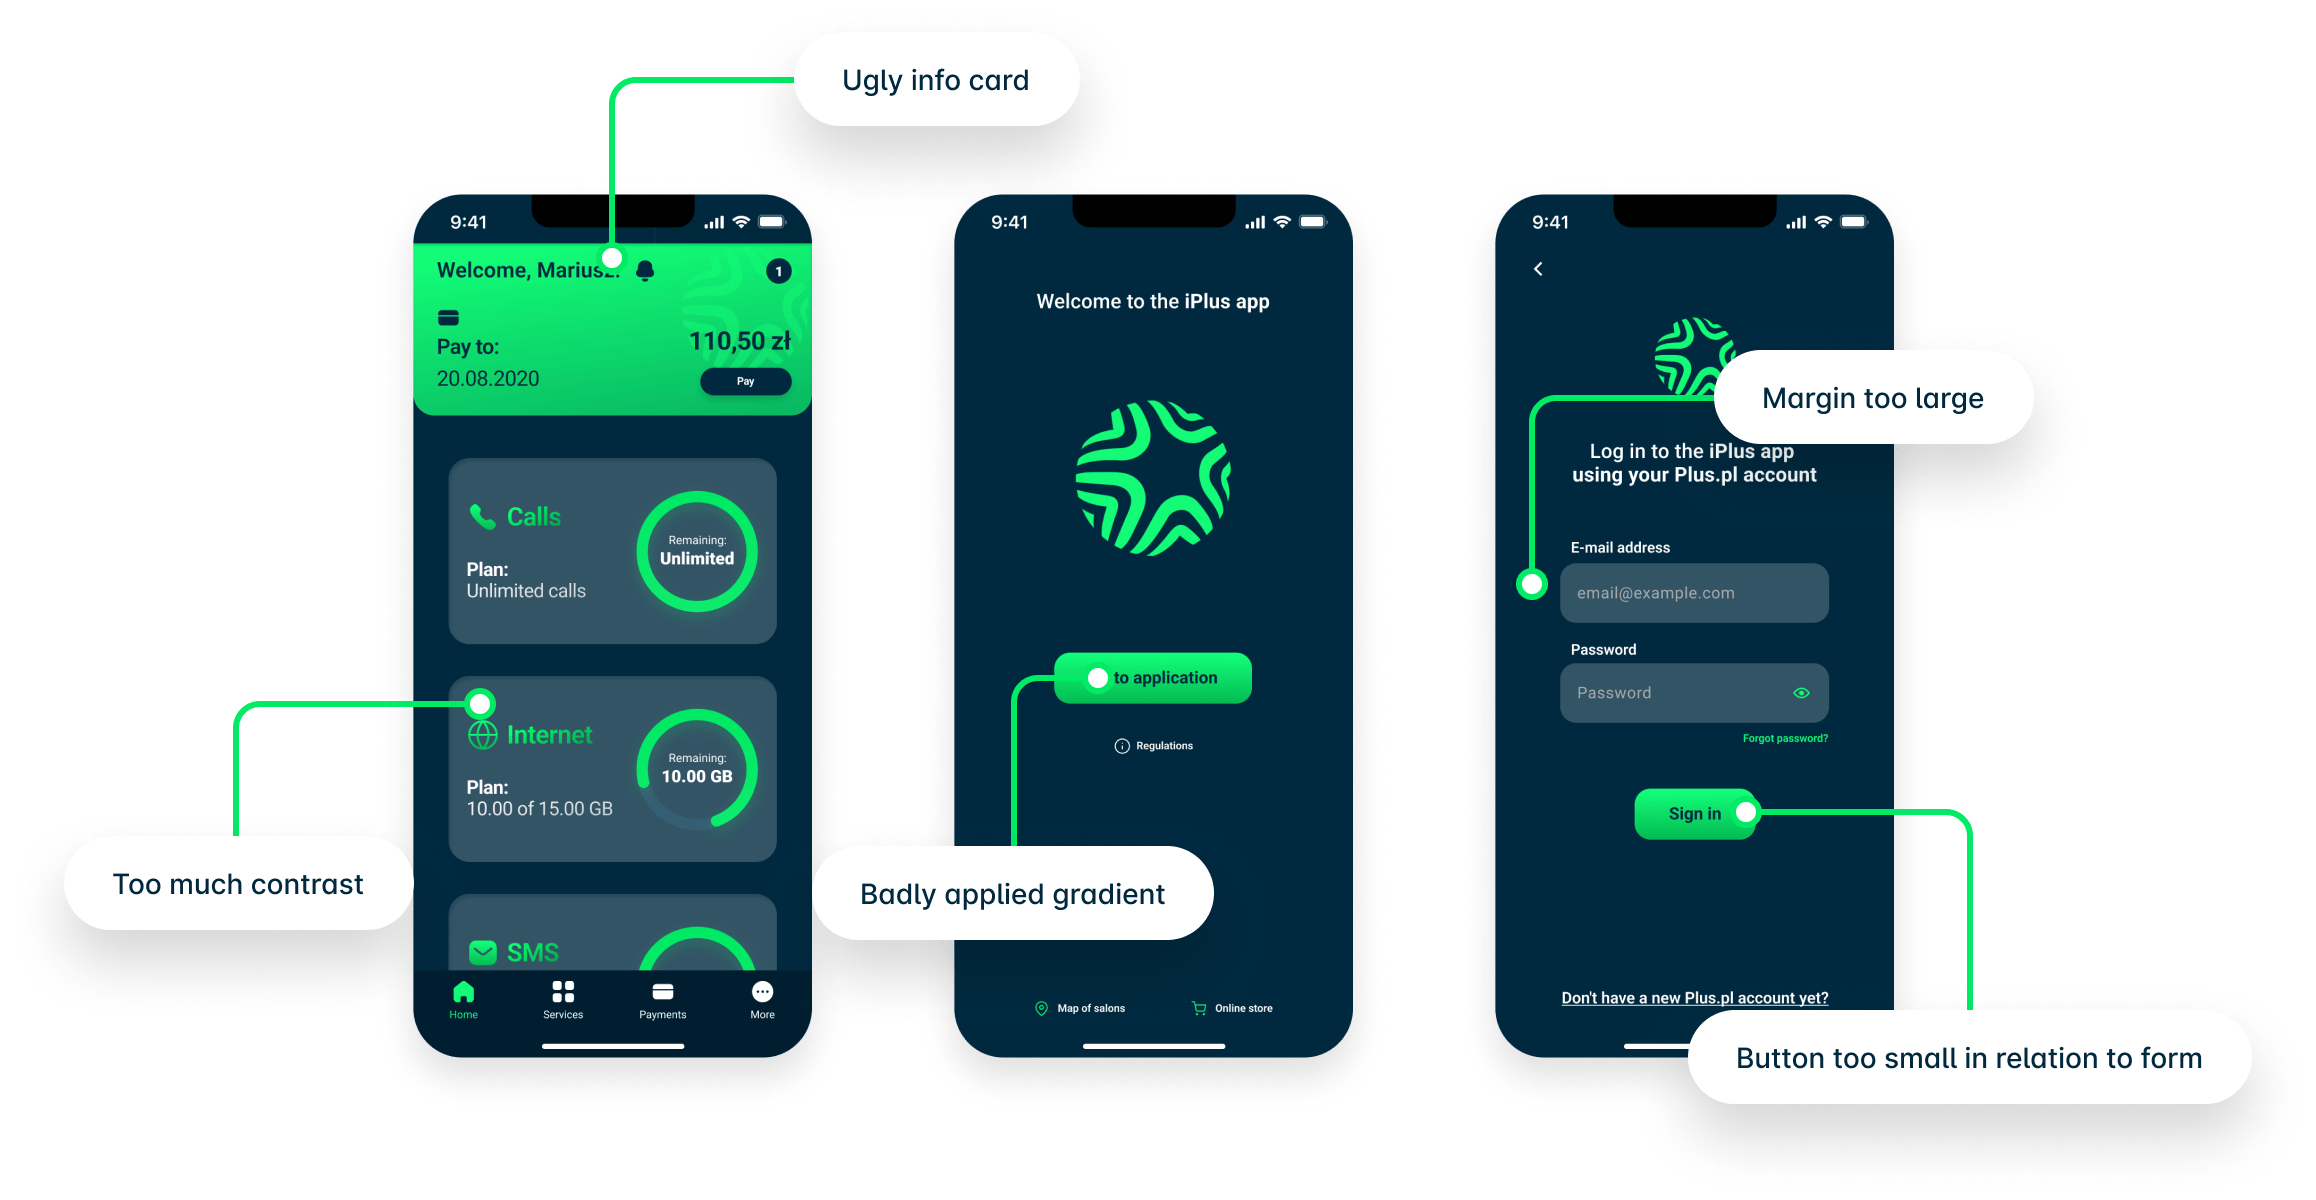 Ugly info card
9:41
Welcome, Mariusz!
1
Pay to:
20.08.2020
110,50 zł
Pay
Calls
Plan:
Unlimited calls
Remaining:
Unlimited
Internet
Plan:
10.00 of 15.00 GB
Remaining:
10.00 GB
SMS
Home
Services
Payments
More
Too much contrast
9:41
Welcome to the iPlus app
to application
Regulations
Badly applied gradient
Map of salons
Online store
9:41
Margin too large
Log in to the iPlus app
using your Plus.pl account
E-mail address
email@example.com
Password
Password
Forgot password?
Sign in
Don't have a new Plus.pl account yet?
Button too small in relation to form